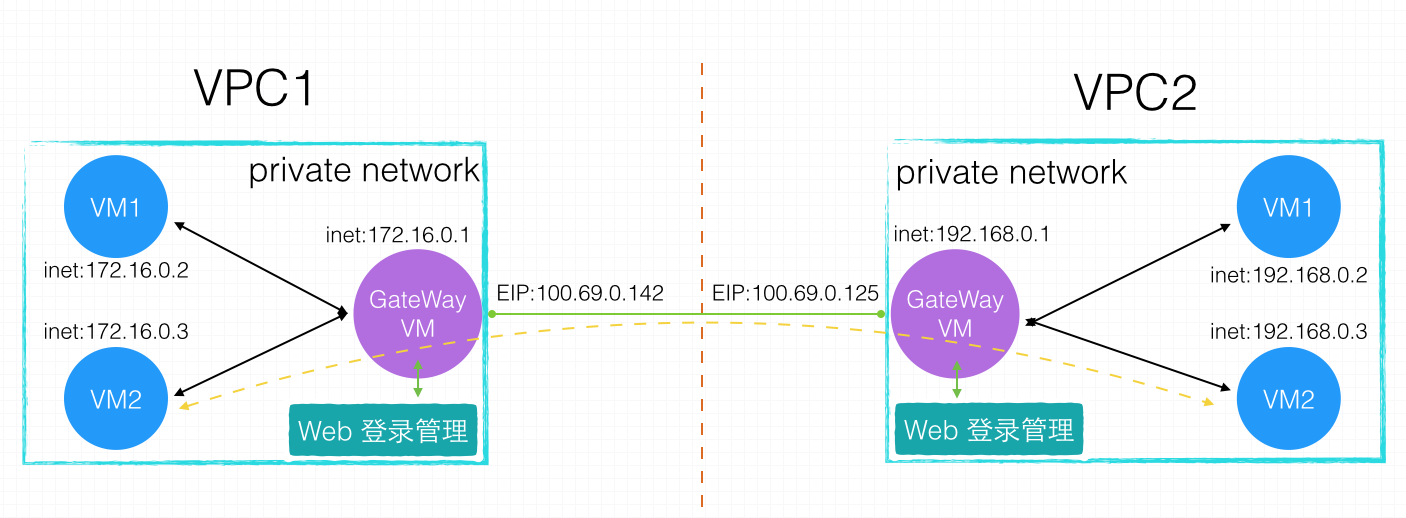 VPC1
private network
VM1
inet:172.16.0.2
inet:172.16.0.1
GateWay
VM
EIP:100.69.0.142
inet:172.16.0.3
VM2
Web 登录管理
VPC2
private network
inet:192.168.0.1
EIP:100.69.0.125
GateWay
VM
VM1
inet:192.168.0.2
inet:192.168.0.3
VM2
Web 登录管理